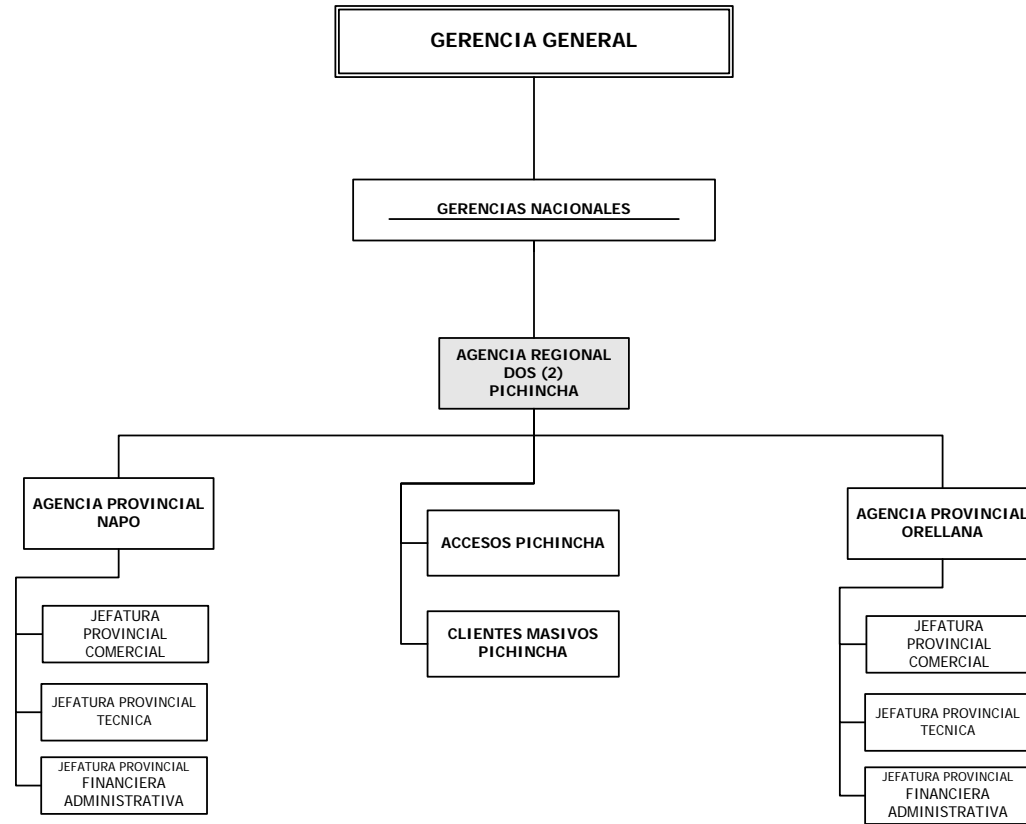 GERENCIA GENERAL
GERENCIAS NACIONALES
AGENCIA REGIONAL
DOS (2)
PICHINCHA
AGENCIA PROVINCIAL
NAPO
JEFATURA
PROVINCIAL
COMERCIAL
JEFATURA PROVINCIAL
TECNICA
JEFATURA PROVINCIAL
FINANCIERA
ADMINISTRATIVA
ACCESOS PICHINCHA
CLIENTES MASIVOS
PICHINCHA
AGENCIA PROVINCIAL
ORELLANA
JEFATURA
PROVINCIAL
COMERCIAL
JEFATURA PROVINCIAL
TECNICA
JEFATURA PROVINCIAL
FINANCIERA
ADMINISTRATIVA